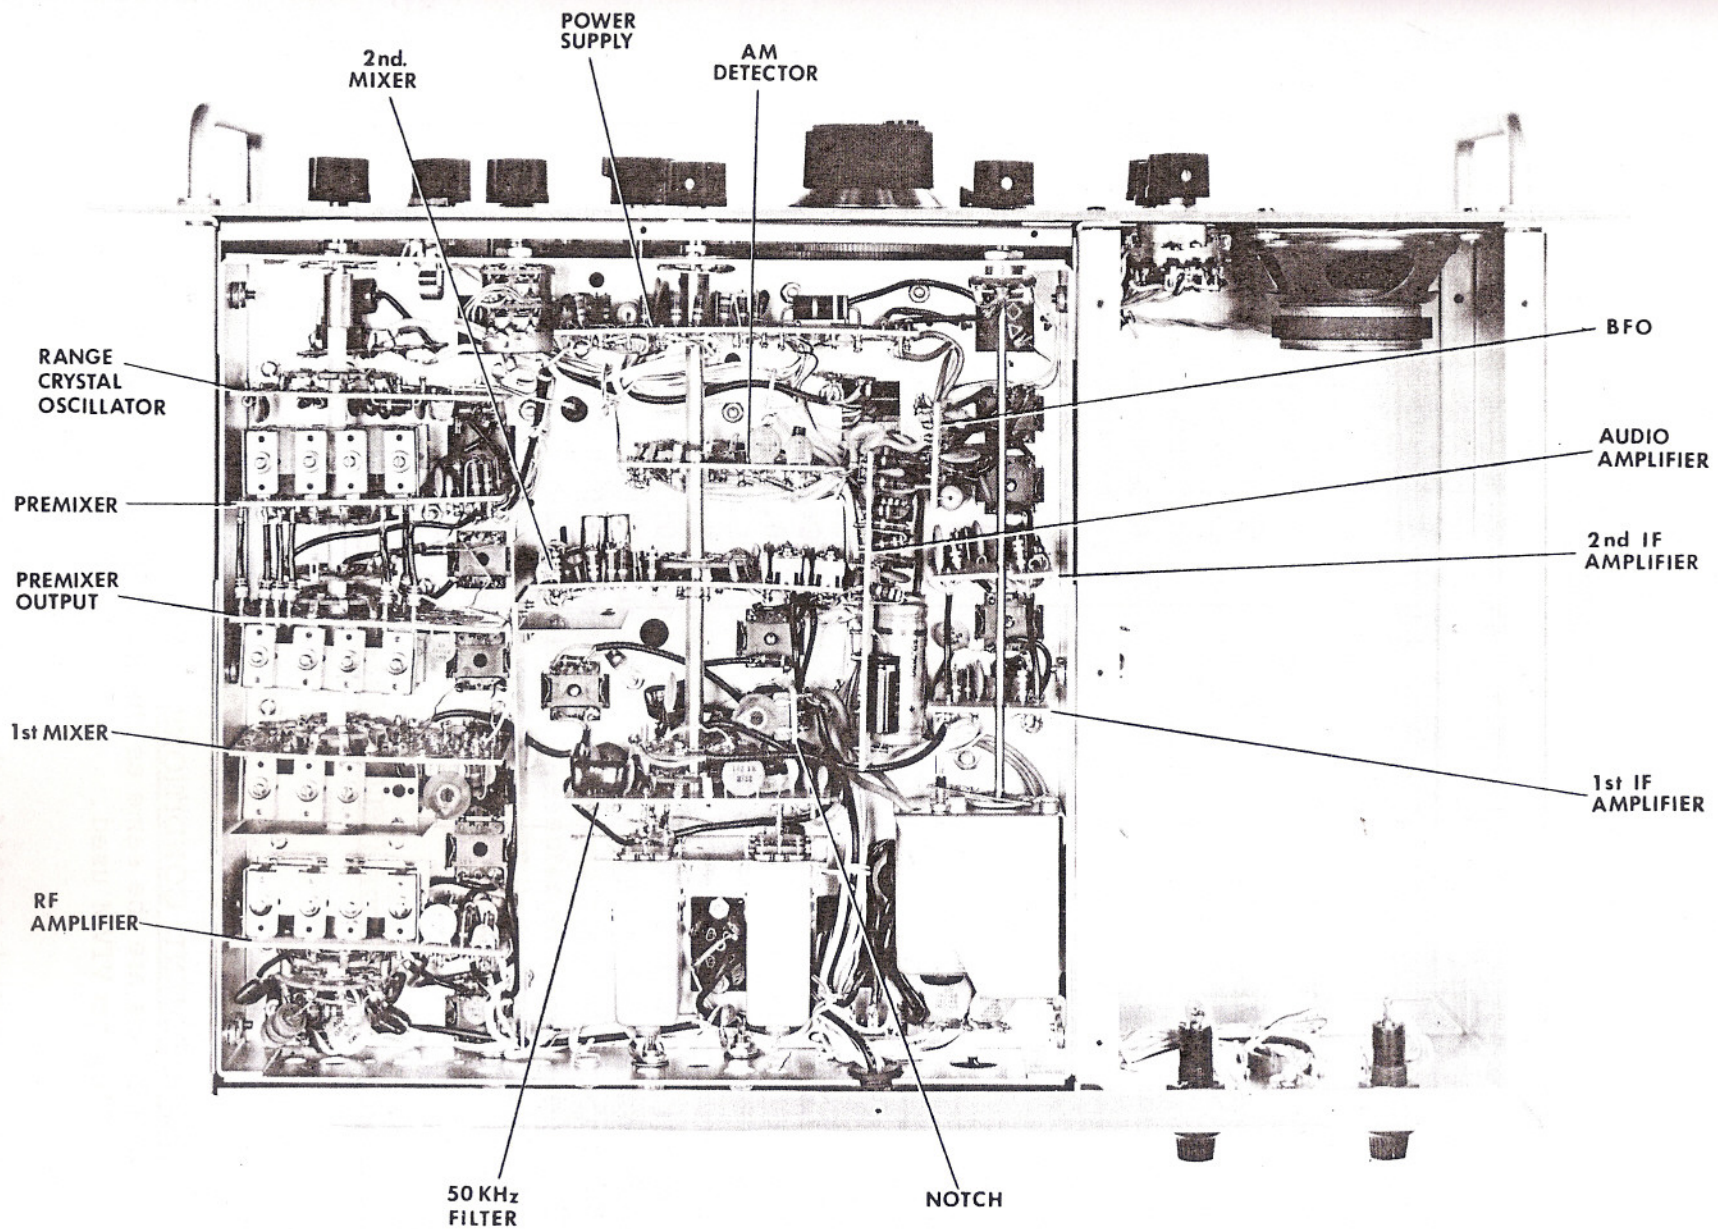 POWER
SUPPLY
2nd.
MIXER
AM
DETECTOR
RANGE
CRYSTAL
OSCILLATOR
BFO
AUDIO
AMPLIFIER
PREMIXER
2nd IF
AMPLIFIER
PREMIXER
OUTPUT
1st MIXER
1st IF
AMPLIFIER
RF
AMPLIFIER
50 KHz
FILTER
NOTCH